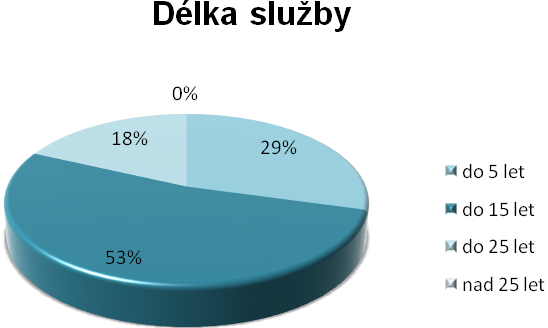 Délka služby
0%
18%
29%
53%
do 5 let
do 15 let
do 25 let
nad 25 let